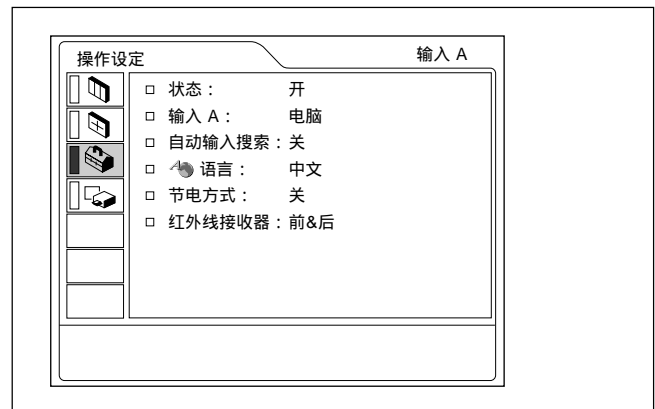 操作设定 输入 A
状态： 开
输入 A： 电脑
自动输入搜索：关
语言： 中文
节电方式： 关
红外线接收器：前&后